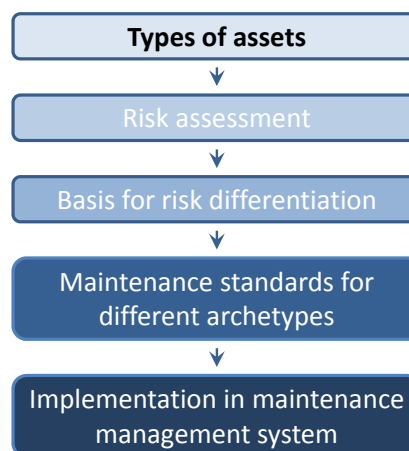 Types of assets
Risk assessment
Basis for risk differentiation
Maintenance standards for
different archetypes
Implementation in maintenance
management system